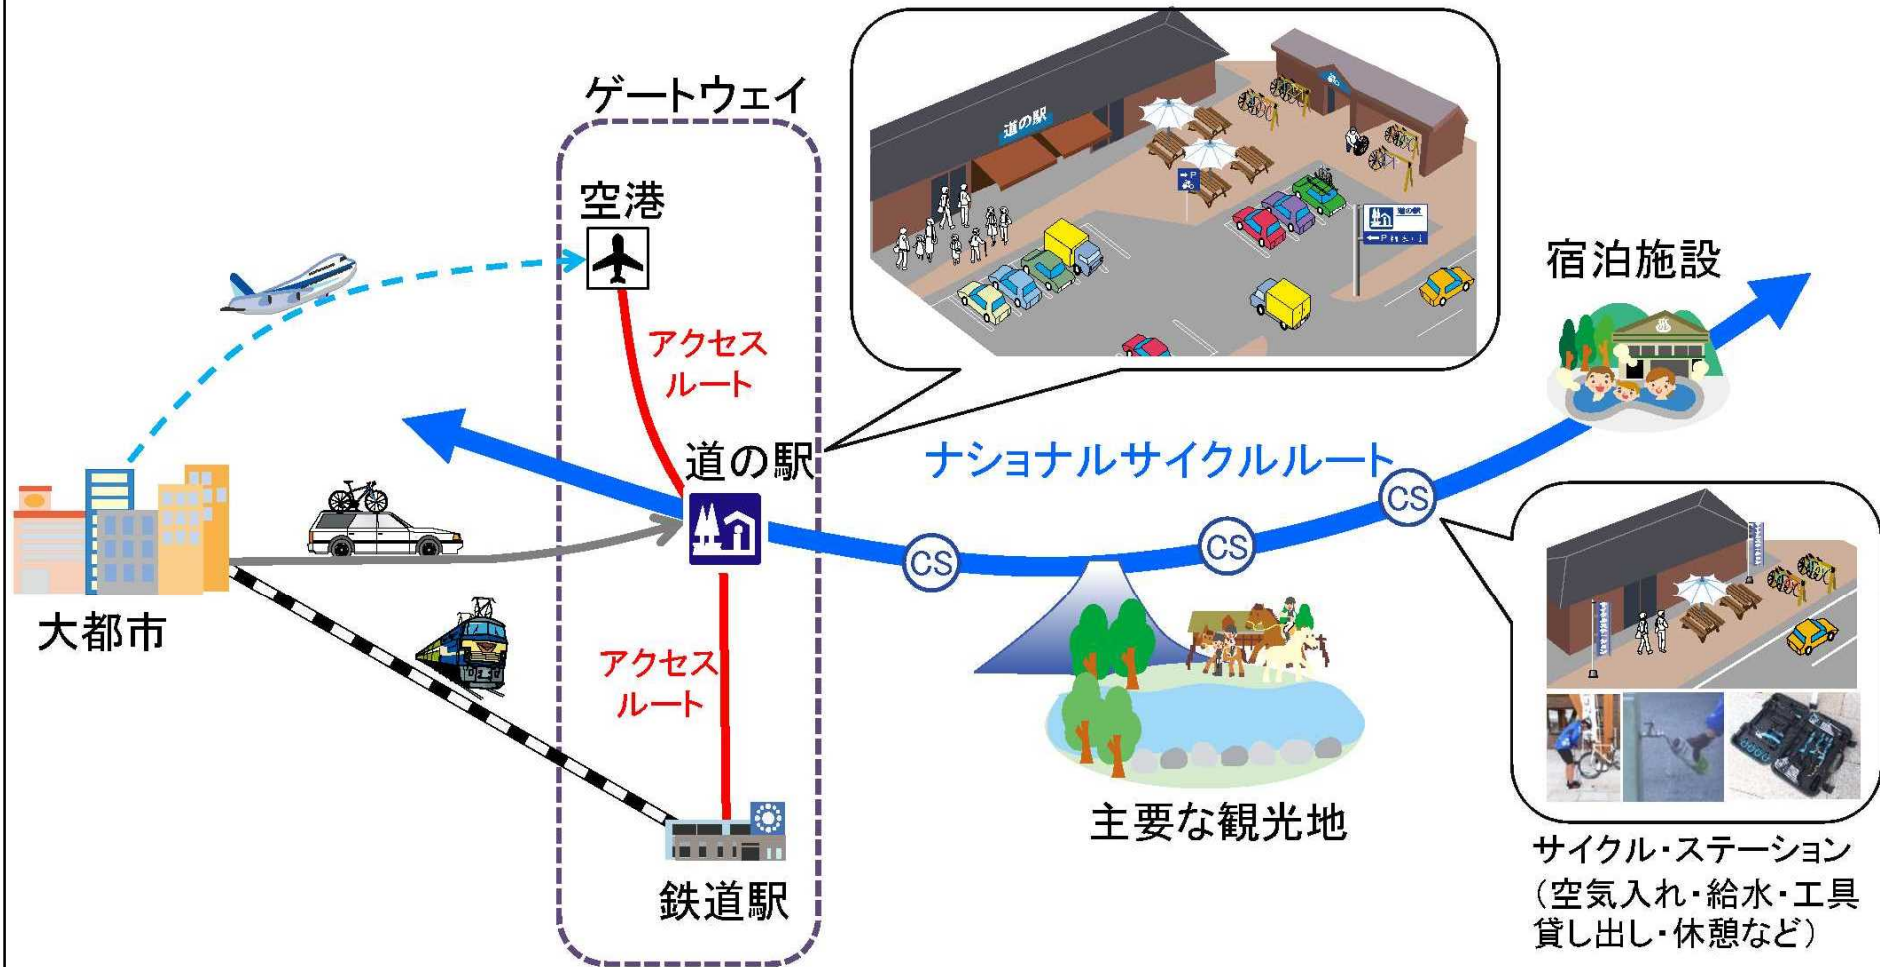 ゲートウェイ
空港
アクセス
ルート
道の駅
鉄道駅
アクセス
ルート
大都市
道の駅
P
道の駅
P
ナショナルサイクルルート
CS
CS
CS
宿泊施設
主要な観光地
サイクル・ステーション
（空気入れ・給水・工具
貸し出し・休憩など）